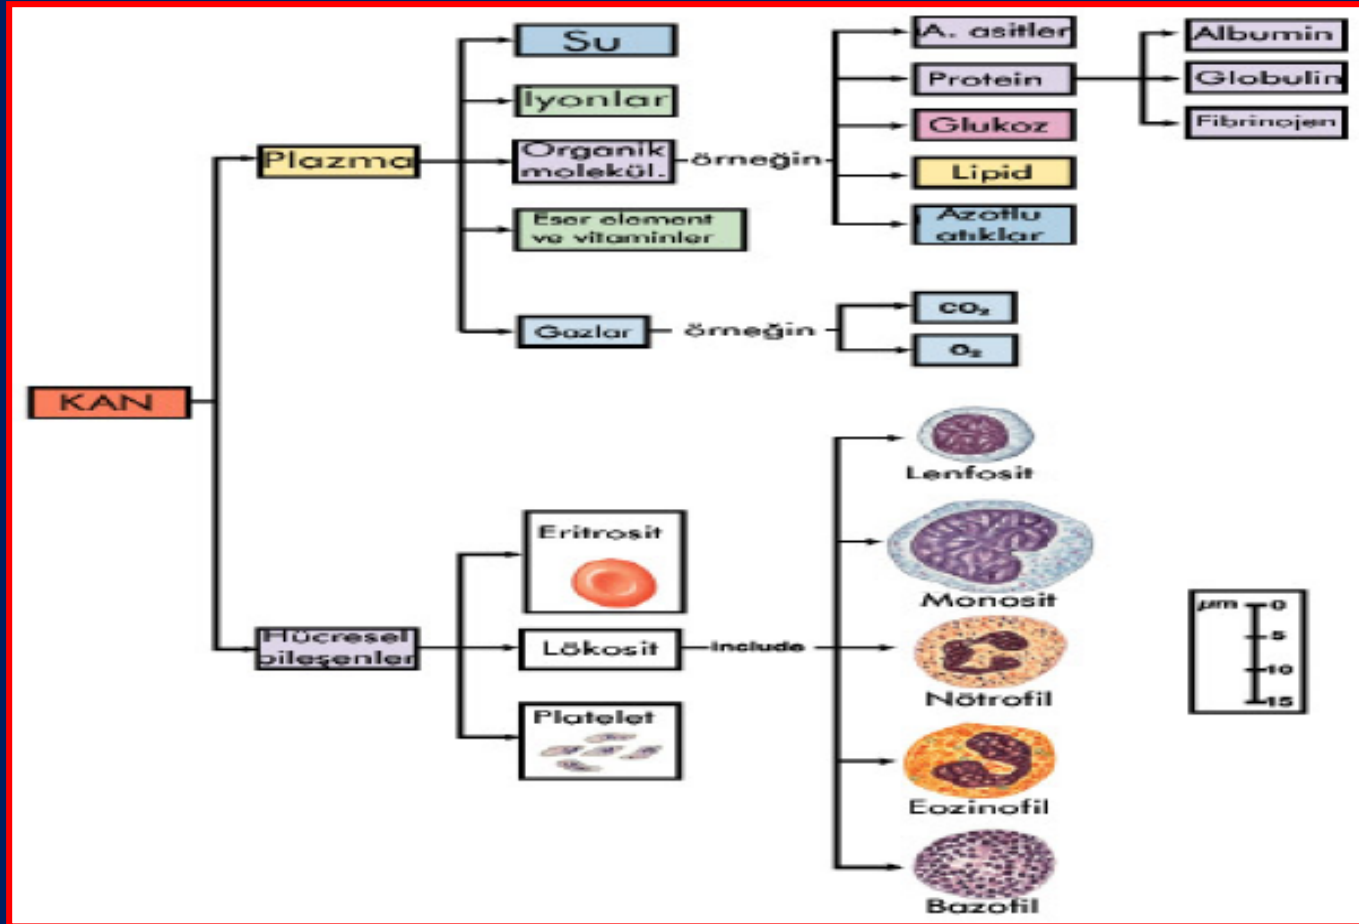 KAN
Plazma
Su
İyonlar
Organik
molekül.
örneğin
A. asitler
Protein
Albumin
Globulin
Fibrinojen
Glukoz
Lipid
Azotlu
atıklar
Eser element
ve vitaminler
Gazlar
örneğin
CO₂
O₂
Hücresel
bileşenler
Eritrosit
Lökosit
include
Lenfosit
Monosit
Nötrofil
Eozinofil
Bazofil
Platelet
µm
0
5
10
15